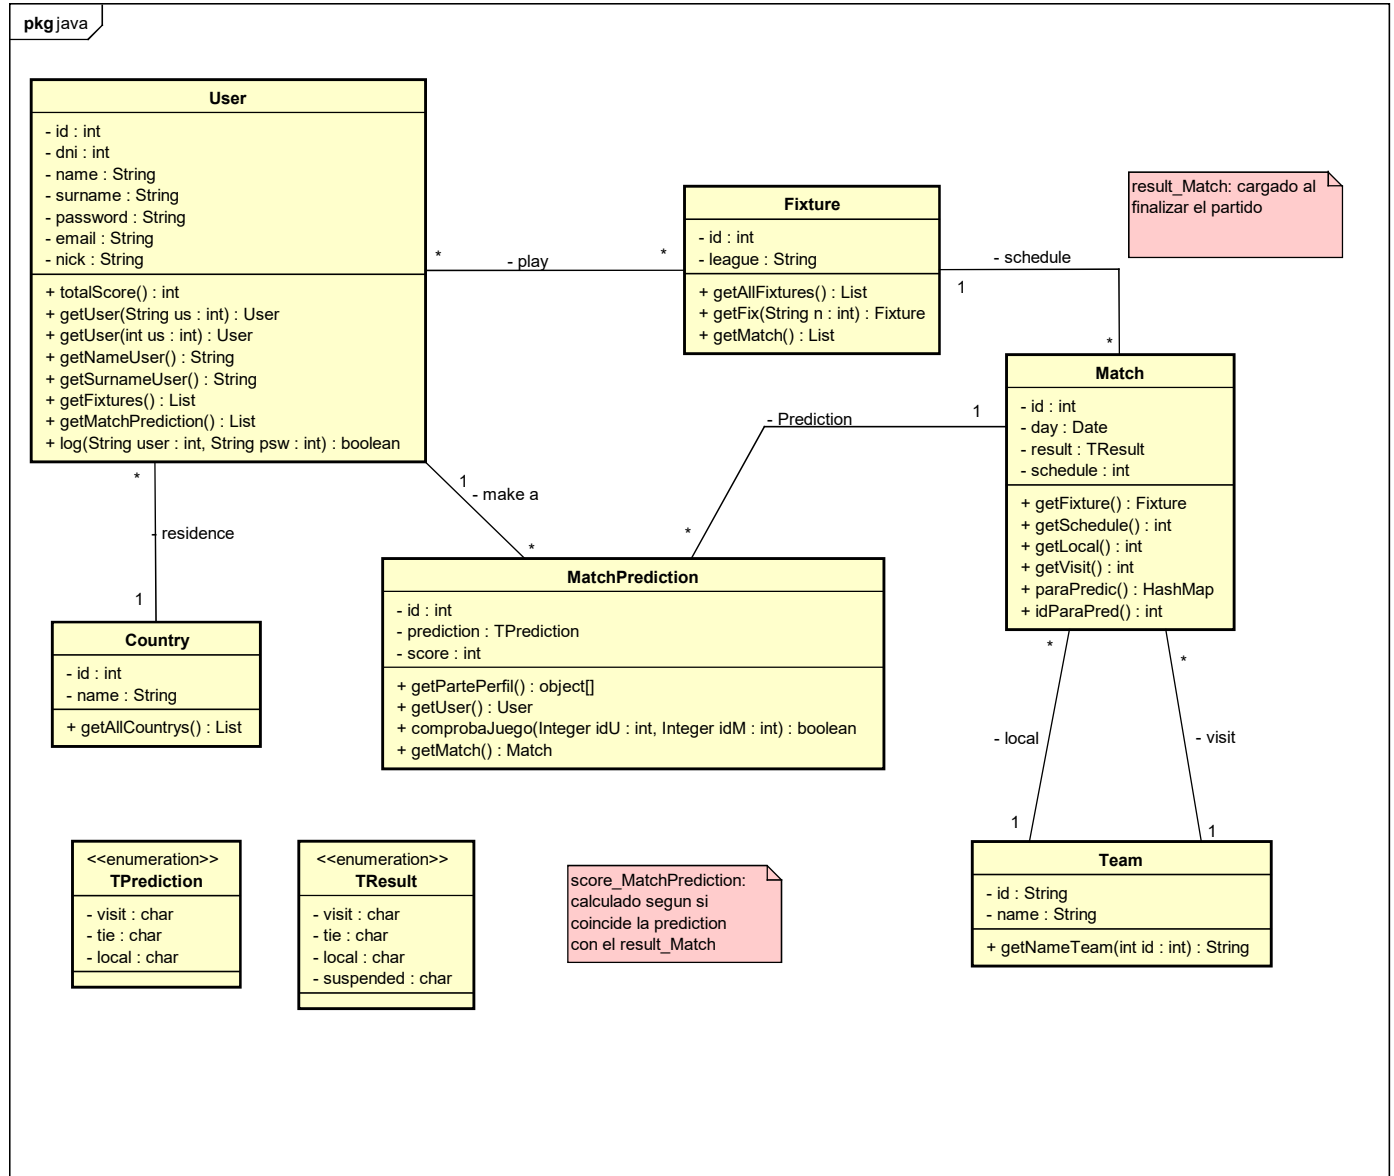 pkg java
User
- id : int
- dni : int
- name : String
- surname : String
- password : String
- email : String
- nick : String
+ totalScore() : int
+ getUser(String us : int) : User
+ getUser(int us : int) : User
+ getNameUser() : String
+ getSurnameUser() : String
+ getFixtures() : List
+ getMatchPrediction() : List
+ log(String user : int, String psw : int) : boolean
*
- play
*
Fixture
- id : int
- league : String
+ getAllFixtures() : List
+ getFix(String n : int) : Fixture
+ getMatch() : List
result_Match: cargado al
finalizar el partido
- schedule
1
*
Match
- id : int
- day : Date
- result : TResult
- schedule : int
+ getFixture() : Fixture
+ getSchedule() : int
+ getLocal() : int
+ getVisit() : int
+ paraPredic() : HashMap
+ idParaPred() : int
- Prediction
1
*
1
- make a
*
*
- residence
1
Country
- id : int
- name : String
+ getAllCountrys() : List
MatchPrediction
- id : int
- prediction : TPrediction
- score : int
+ getPartePerfil() : object[]
+ getUser() : User
+ comprobaJuego(Integer idU : int, Integer idM : int) : boolean
+ getMatch() : Match
*
- local
1
*
- visit
1
Team
- id : String
- name : String
+ getNameTeam(int id : int) : String
<<enumeration>>
TPrediction
- visit : char
- tie : char
- local : char
<<enumeration>>
TResult
- visit : char
- tie : char
- local : char
- suspended : char
score_MatchPrediction:
calculado segun si
coincide la prediction
con el result_Match